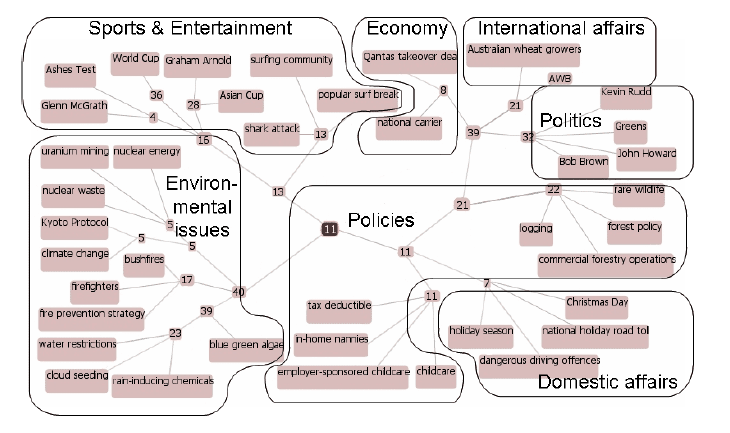 Sports & Entertainment
Economy
International affairs
World Cup
Graham Arnold
surfing community
Qantas takeover dea
Australian wheat growers
Ashes Test
AWB
36
Asian Cup
popular surf break
8
Kevin Rudd
Glenn McGrath
28
21
4
national carrier
Politics
Greens
shark attack
13
39
32
16
John Howard
Bob Brown
uranium mining
nuclear energy
Environ-
mental
issues
nuclear waste
13
22
rare wildlife
Kyoto Protocol
5
21
Policies
logging
forest policy
11
5
5
climate change
bushfires
11
commercial forestry operations
firefighters
17
40
11
7
fire prevention strategy
39
tax deductible
Christmas Day
water restrictions
23
blue green algae
in-home nannies
holiday season
national holiday road tol
cloud seeding
rain-inducing chemicals
employer-sponsored childcare
childcare
dangerous driving offences
Domestic affairs